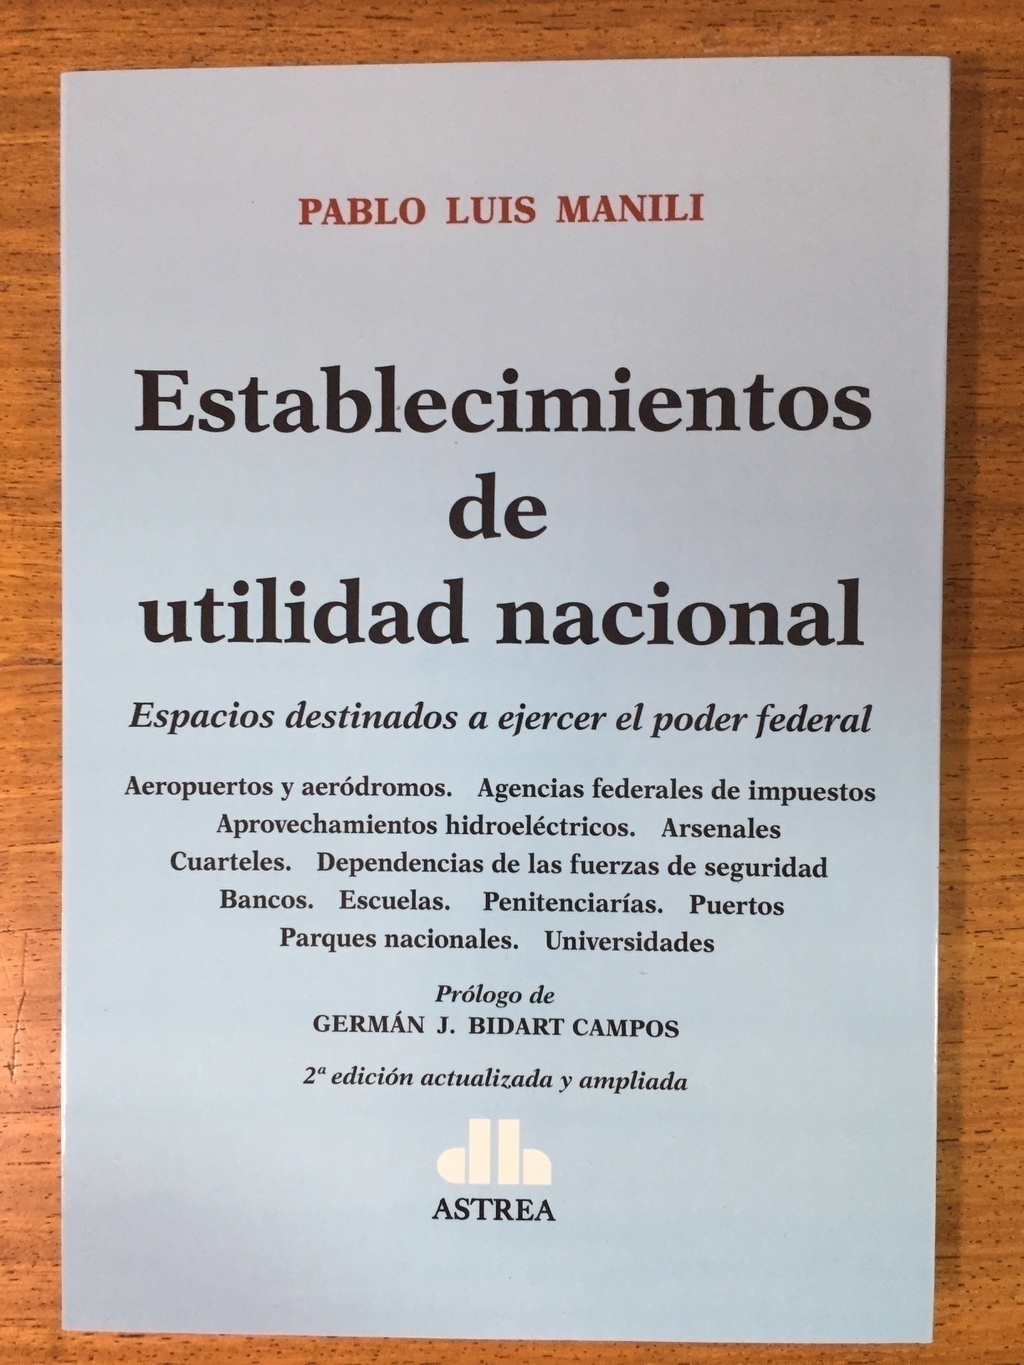 PABLO LUIS MANILI
Establecimientos
de
utilidad nacional
Espacios destinados a ejercer el poder federal
Aeropuertos y aeródromos. Agencias federales de impuestos
Aprovechamientos hidroeléctricos. Arsenales
Cuarteles. Dependencias de las fuerzas de seguridad
Bancos. Escuelas. Penitenciarías. Puertos
Parques nacionales. Universidades
Prólogo de
GERMÁN J. BIDART CAMPOS
2ª edición actualizada y ampliada
dh
ASTREA